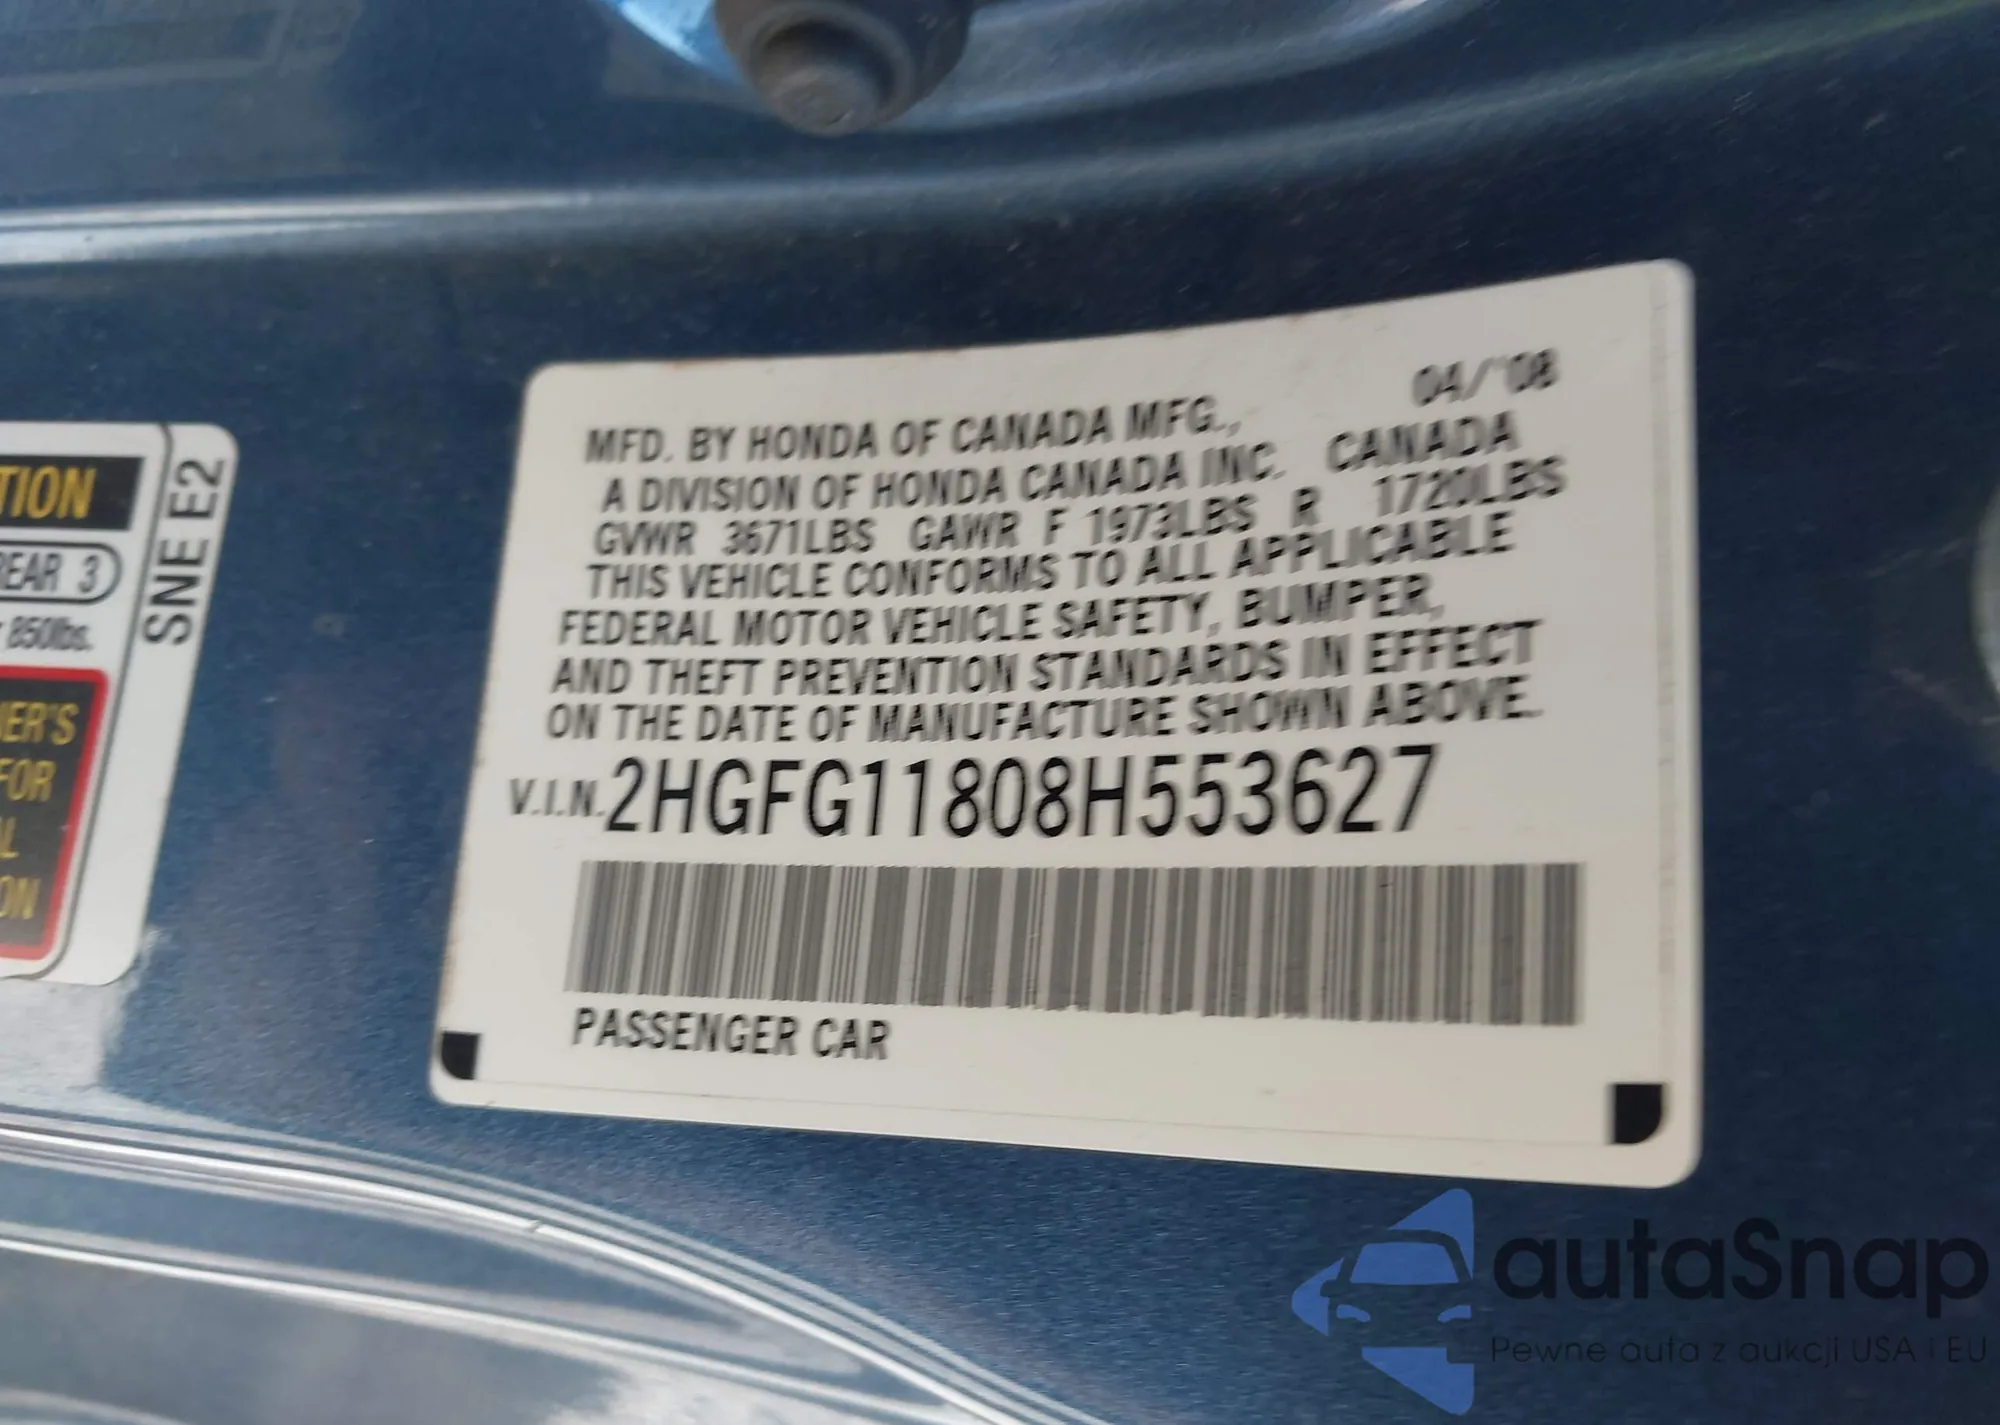 TION
REAR 3
850lbs.
NER'S
FOR
L
ON
SNE E2
04/'08
MFD. BY HONDA OF CANADA MFG.,
A DIVISION OF HONDA CANADA INC. CANADA
GVWR 3671LBS GAWR F 1973LBS R 1720LBS
THIS VEHICLE CONFORMS TO ALL APPLICABLE
FEDERAL MOTOR VEHICLE SAFETY, BUMPER,
AND THEFT PREVENTION STANDARDS IN EFFECT
ON THE DATE OF MANUFACTURE SHOWN ABOVE.
V.I.N. 2HGFG11808H553627
PASSENGER CAR
autaSnap
Pewne auta z aukcji USA i EU